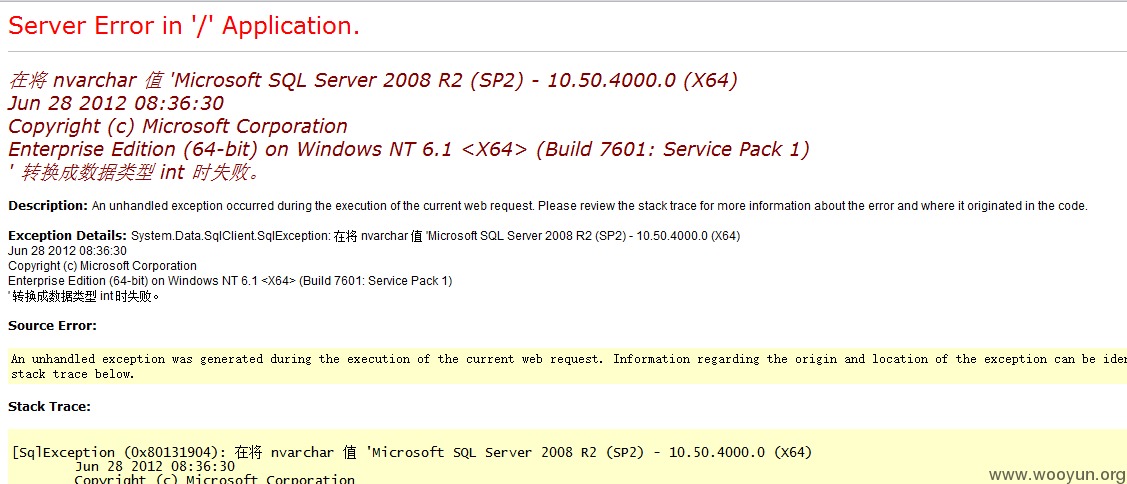 Server Error in '/' Application.
在将 nvarchar 值 'Microsoft SQL Server 2008 R2 (SP2) - 10.50.4000.0 (X64)
Jun 28 2012 08:36:30
Copyright (c) Microsoft Corporation
Enterprise Edition (64-bit) on Windows NT 6.1 <X64> (Build 7601: Service Pack 1)
' 转换成数据类型 int 时失败。
Description: An unhandled exception occurred during the execution of the current web request. Please review the stack trace for more information about the error and where it originated in the code.
Exception Details: System.Data.SqlClient.SqlException: 在将 nvarchar 值 'Microsoft SQL Server 2008 R2 (SP2) - 10.50.4000.0 (X64)
Jun 28 2012 08:36:30
Copyright (c) Microsoft Corporation
Enterprise Edition (64-bit) on Windows NT 6.1 <X64> (Build 7601: Service Pack 1)
' 转换成数据类型 int 时失败。
Source Error:
An unhandled exception was generated during the execution of the current web request. Information regarding the origin and location of the exception can be ide
stack trace below.
Stack Trace:
[SqlException (0x80131904): 在将 nvarchar 值 'Microsoft SQL Server 2008 R2 (SP2) - 10.50.4000.0 (X64)
Jun 28 2012 08:36:30
Copyright (c) Microsoft Corporation
www.wooyun.org